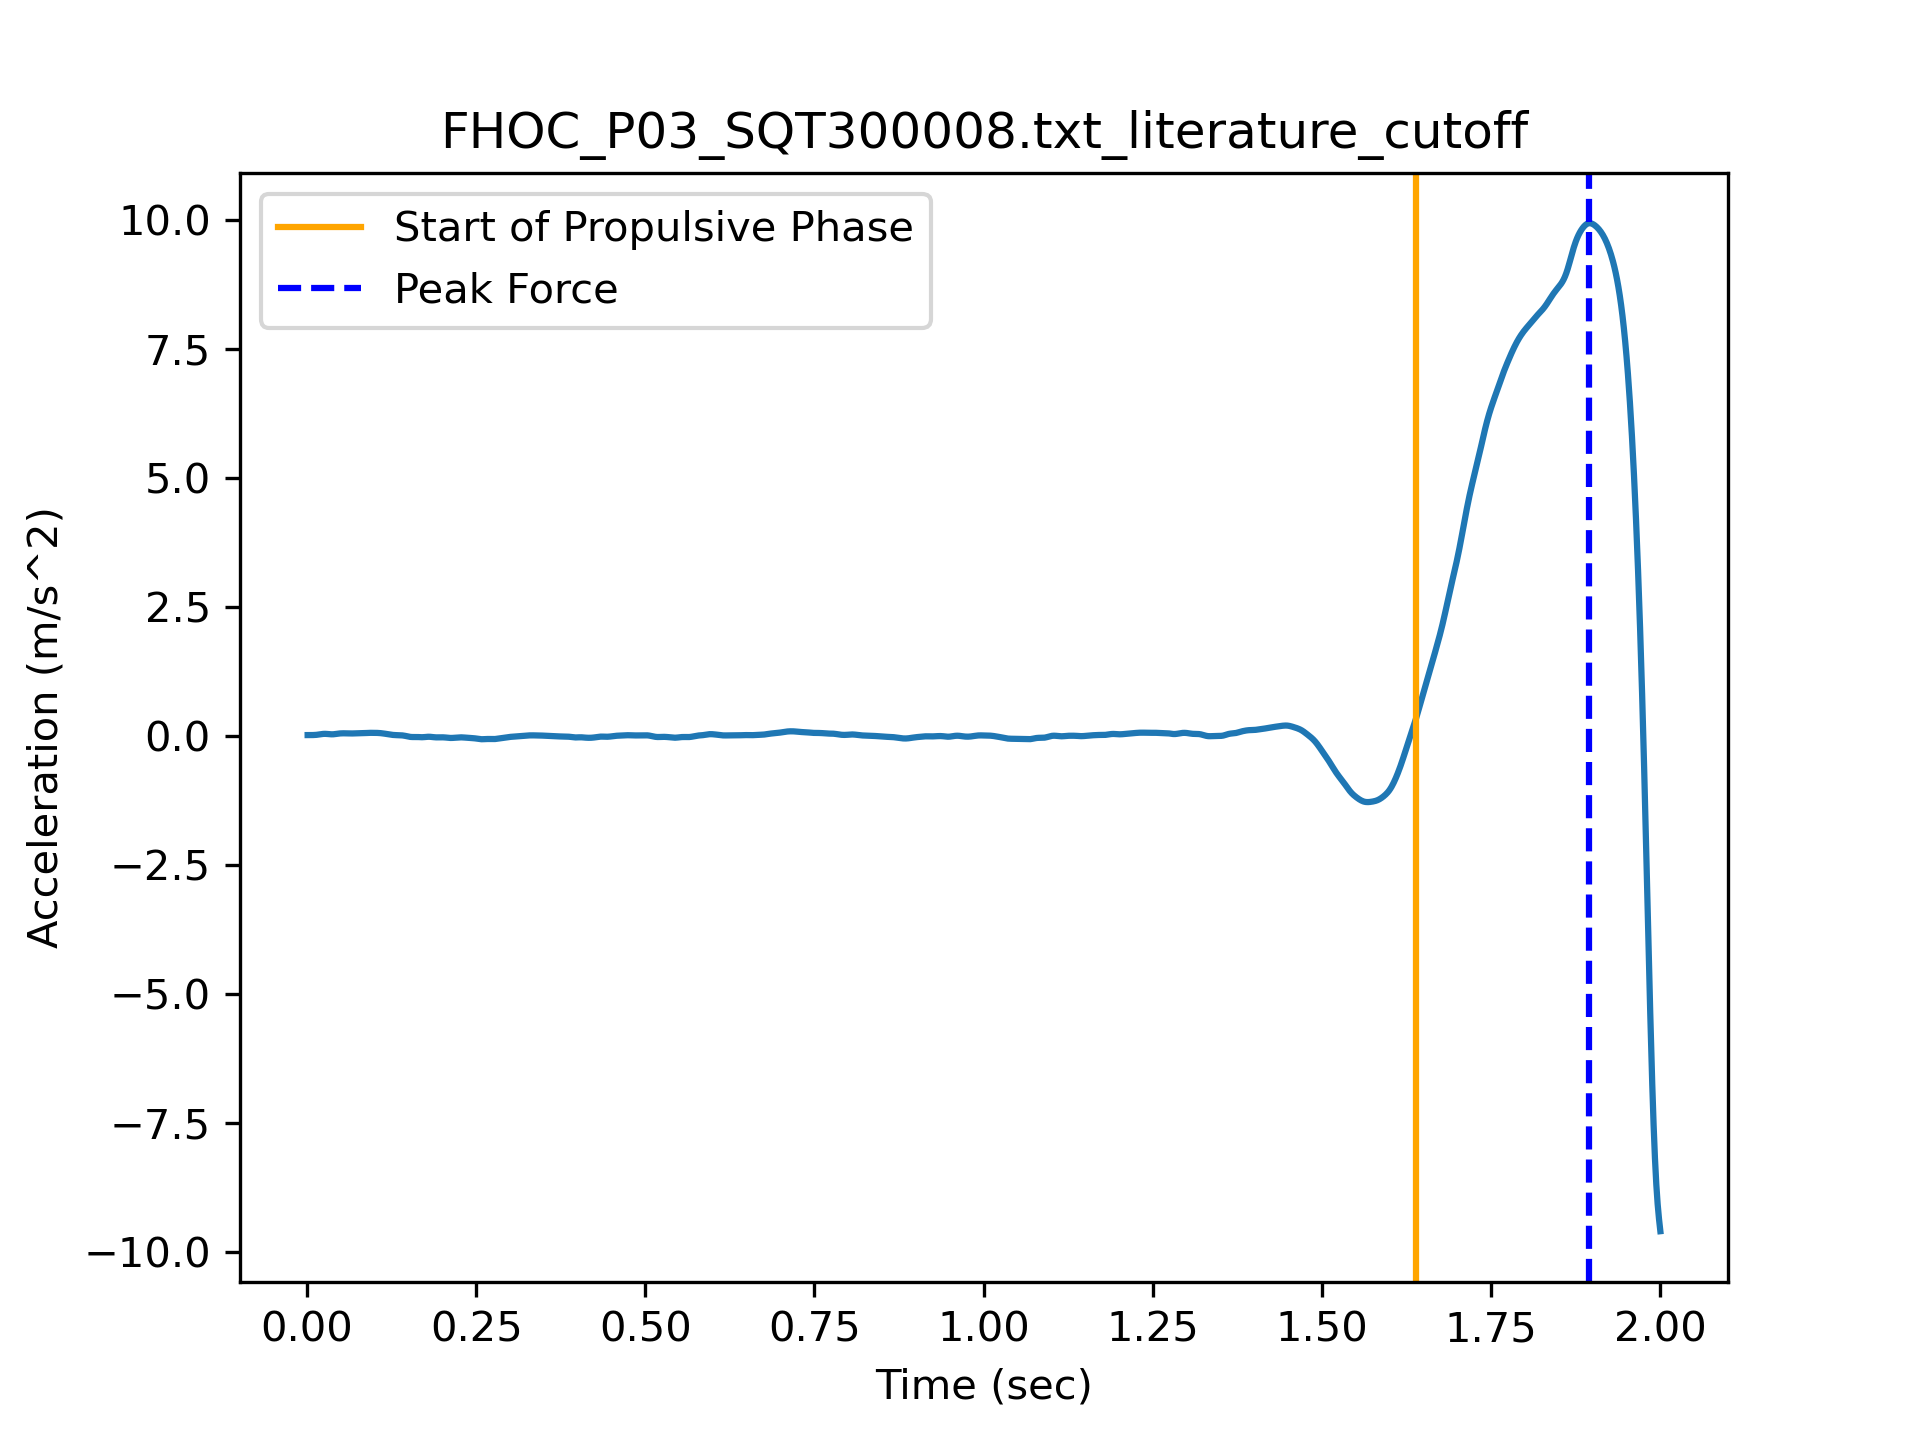 FHOC_P03_SQT300008.txt_literature_cutoff
Start of Propulsive Phase
Peak Force
10.0
7.5
5.0
2.5
0.0
−2.5
−5.0
−7.5
−10.0
Acceleration (m/s^2)
0.00 0.25 0.50 0.75 1.00 1.25 1.50 1.75 2.00
Time (sec)